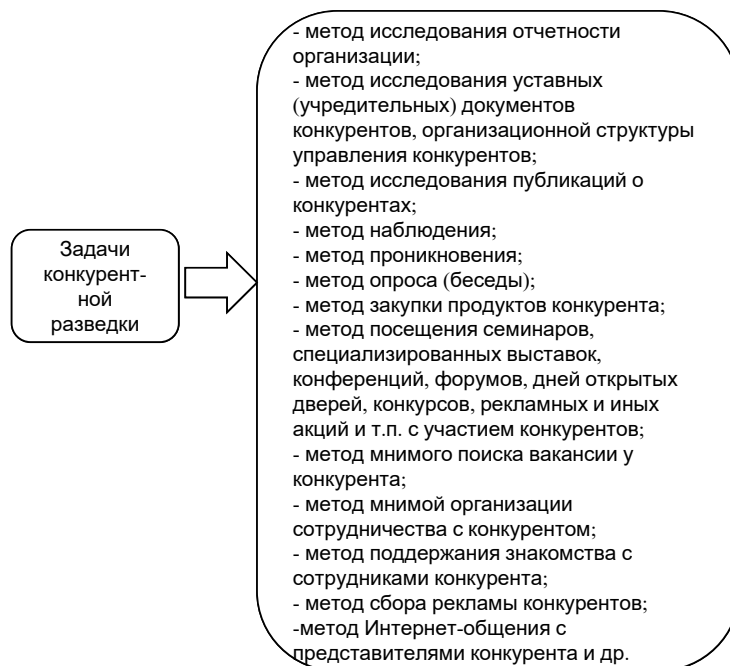 Задачи
конкурент-
ной
разведки
- метод исследования отчетности
организации;
- метод исследования уставных
(учредительных) документов
конкурентов, организационной структуры
управления конкурентов;
- метод исследования публикаций о
конкурентах;
- метод наблюдения;
- метод проникновения;
- метод опроса (беседы);
- метод закупки продуктов конкурента;
- метод посещения семинаров,
специализированных выставок,
конференций, форумов, дней открытых
дверей, конкурсов, рекламных и иных
акций и т.п. с участием конкурентов;
- метод мнимого поиска вакансии у
конкурента;
- метод мнимой организации
сотрудничества с конкурентом;
- метод поддержания знакомства с
сотрудниками конкурента;
- метод сбора рекламы конкурентов;
-метод Интернет-общения с
представителями конкурента и др.